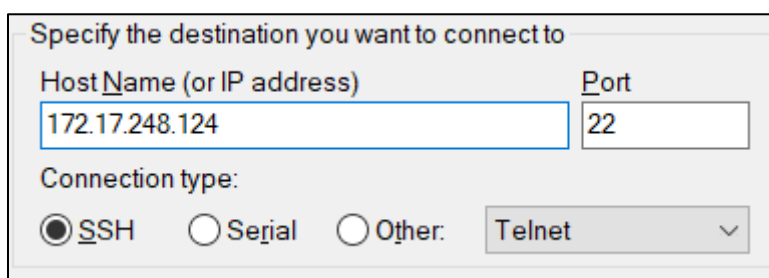 Specify the destination you want to connect to
Host Name (or IP address) Port
172.17.248.124 22
Connection type:
SSH Serial Other: Telnet